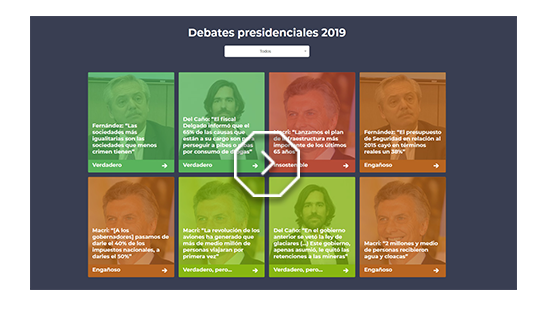 Debates presidenciales 2019
Todos
Fernández: "Las
sociedades más
igualitarias son las
sociedades que menos
crimen tienen"
Verdadero
Del Caño: "El fiscal
Delgado informó que el
65% de las causas que
están a su cargo son por
perseguir a pibes o pibas
por consumo de drogas"
Verdadero
Macri: "Lanzamos el plan
de infraestructura más
importante de los últimos
65 años"
Insostenible
Fernández: "El presupuesto
de Seguridad en relación al
2015 cayó en términos
reales un 38%"
Engañoso
Macri: "[A los
gobernadores] pasamos de
darle el 40% de los
impuestos nacionales, a
darles el 50%"
Engañoso
Macri: "La revolución de los
aviones ha generado que
más de medio millón de
personas viajaran por
primera vez"
Verdadero, pero...
Del Caño: "En el gobierno
anterior se vetó la ley de
glaciares (...) Este gobierno,
apenas asumió, le quitó las
retenciones a las mineras"
Verdadero, pero...
Macri: "2 millones y medio
de personas recibieron
agua y cloacas"
Engañoso